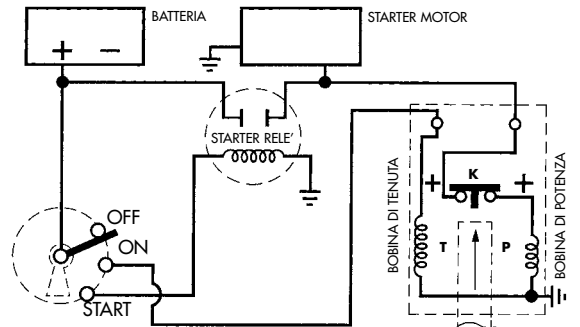 BATTERIA
STARTER MOTOR
+ −
STARTER RELE'
BOBINA DI TENUTA
BOBINA DI POTENZA
K
+ +
T P
OFF
ON
START